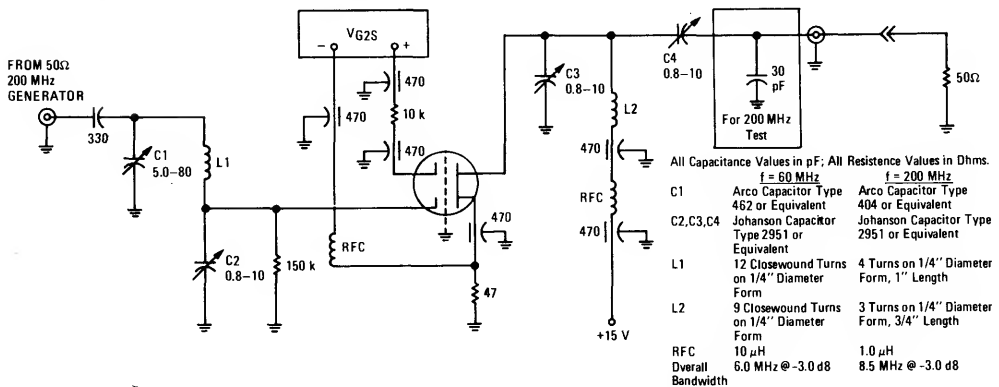 VG2S
− +
FROM 50Ω
200 MHz
GENERATOR
330
C1
5.0–80
L1
C2
0.8–10
150 k
470
470
10 k
470
RFC
470
47
C3
0.8–10
C4
0.8–10
L2
470
RFC
470
+15 V
30
pF
For 200 MHz
Test
50Ω
All Capacitance Values in pF; All Resistence Values in Dhms.
f = 60 MHz f = 200 MHz
C1 Arco Capacitor Type Arco Capacitor Type
462 or Equivalent 404 or Equivalent
C2,C3,C4 Johanson Capacitor Johanson Capacitor Type
Type 2951 or 2951 or Equivalent
Equivalent
L1 12 Closewound Turns 4 Turns on 1/4'' Diameter
on 1/4'' Diameter Form, 1'' Length
Form
L2 9 Closewound Turns 3 Turns on 1/4'' Diameter
on 1/4'' Diameter Form, 3/4'' Length
Form
RFC 10 μH 1.0 μH
Dverall 6.0 MHz @ −3.0 d8 8.5 MHz @ −3.0 d8
Bandwidth